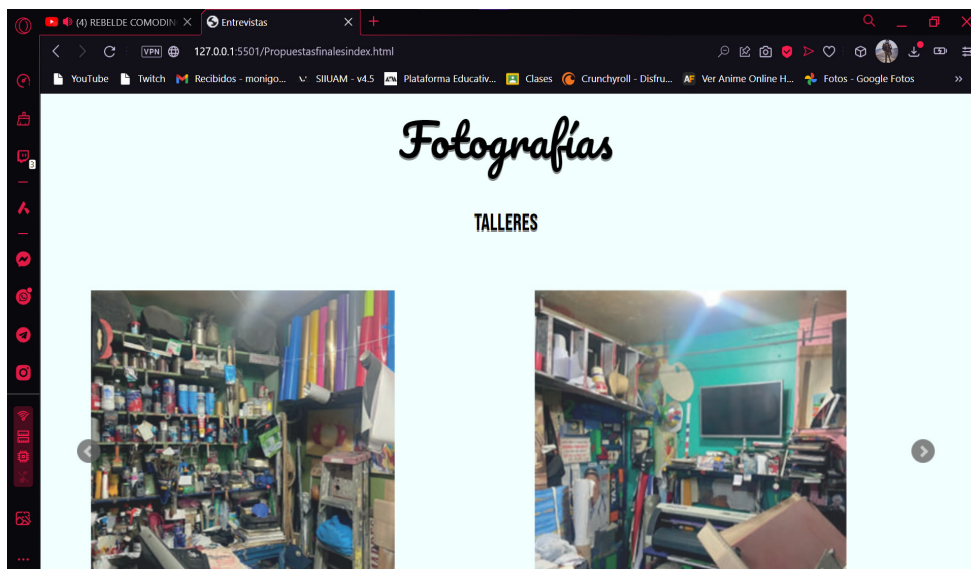 (4) REBELDE COMODIN
Entrevistas
VPN
127.0.0.1:5501/Propuestasfinalesindex.html
YouTube
Twitch
Recibidos - monigo...
SIIUAM - v4.5
Plataforma Educativ...
Clases
Crunchyroll - Disfru...
Ver Anime Online H...
Fotos - Google Fotos
3
Fotografías
TALLERES